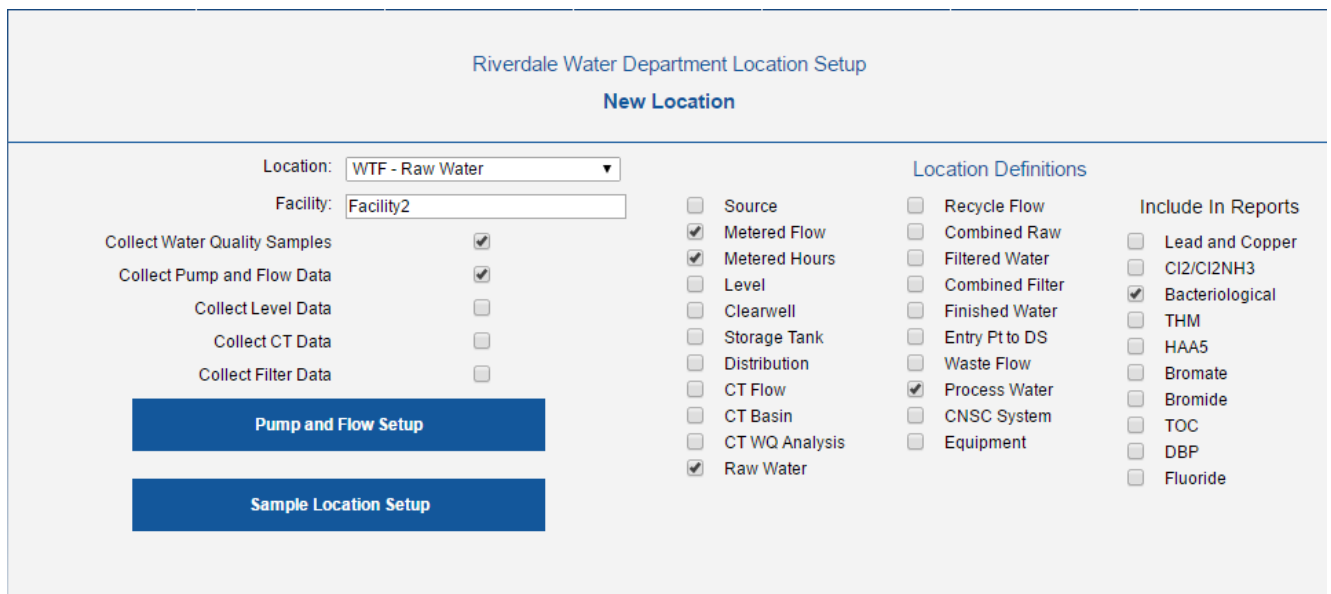 Riverdale Water Department Location Setup
New Location
Location: WTF - Raw Water
Facility: Facility2
Collect Water Quality Samples
Collect Pump and Flow Data
Collect Level Data
Collect CT Data
Collect Filter Data
Pump and Flow Setup
Sample Location Setup
Location Definitions
Source
Metered Flow
Metered Hours
Level
Clearwell
Storage Tank
Distribution
CT Flow
CT Basin
CT WQ Analysis
Raw Water
Recycle Flow
Combined Raw
Filtered Water
Combined Filter
Finished Water
Entry Pt to DS
Waste Flow
Process Water
CNSC System
Equipment
Include In Reports
Lead and Copper
Cl2/Cl2NH3
Bacteriological
THM
HAA5
Bromate
Bromide
TOC
DBP
Fluoride